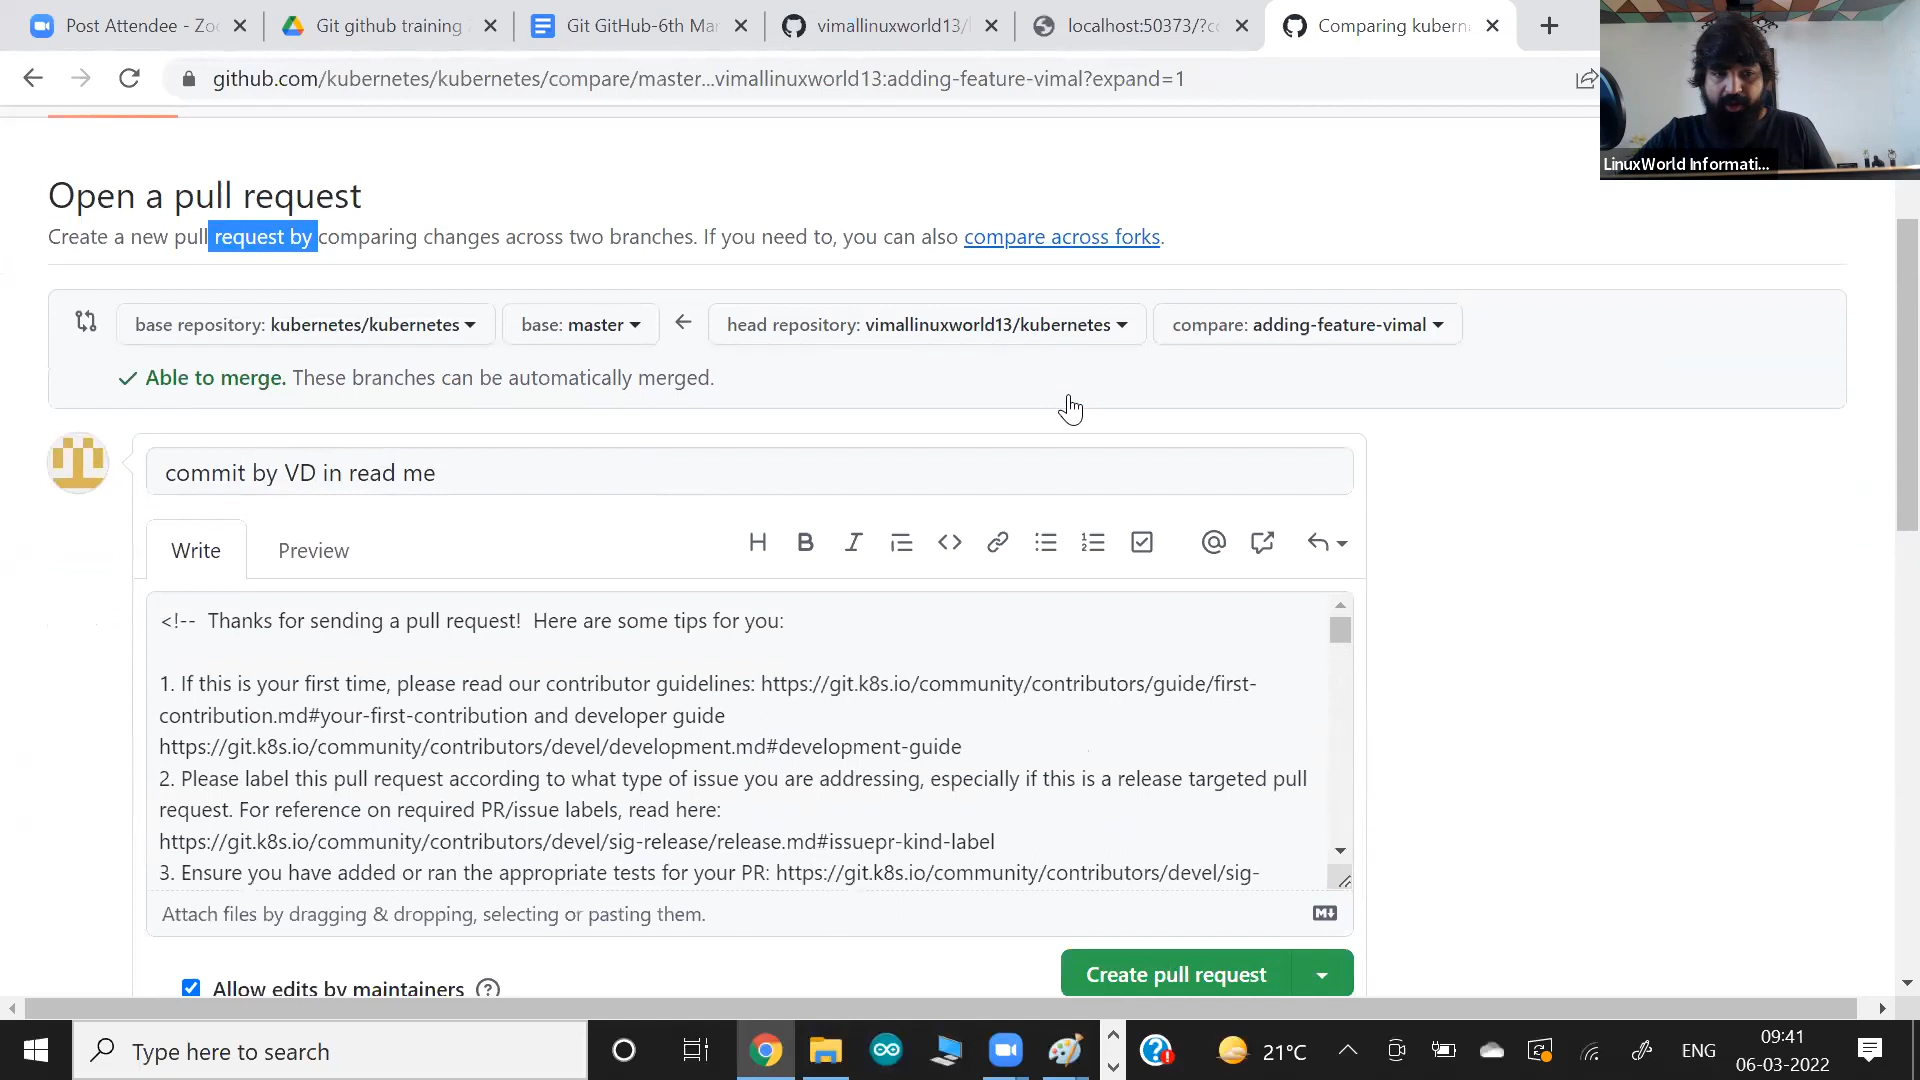 Post Attendee - Zo
Git github training
Git GitHub-6th Mar
vimallinuxworld13/
localhost:50373/?co
Comparing kubern
github.com/kubernetes/kubernetes/compare/master...vimallinuxworld13:adding-feature-vimal?expand=1
LinuxWorld Informati...
Open a pull request
Create a new pull request by comparing changes across two branches. If you need to, you can also compare across forks.
base repository: kubernetes/kubernetes
base: master
head repository: vimallinuxworld13/kubernetes
compare: adding-feature-vimal
Able to merge. These branches can be automatically merged.
commit by VD in read me
Write
Preview
<!-- Thanks for sending a pull request! Here are some tips for you:
1. If this is your first time, please read our contributor guidelines: https://git.k8s.io/community/contributors/guide/first-
contribution.md#your-first-contribution and developer guide
https://git.k8s.io/community/contributors/devel/development.md#development-guide
2. Please label this pull request according to what type of issue you are addressing, especially if this is a release targeted pull
request. For reference on required PR/issue labels, read here:
https://git.k8s.io/community/contributors/devel/sig-release/release.md#issuepr-kind-label
3. Ensure you have added or ran the appropriate tests for your PR: https://git.k8s.io/community/contributors/devel/sig-
Attach files by dragging & dropping, selecting or pasting them.
Create pull request
Allow edits by maintainers
Type here to search
21°C
ENG
09:41
06-03-2022